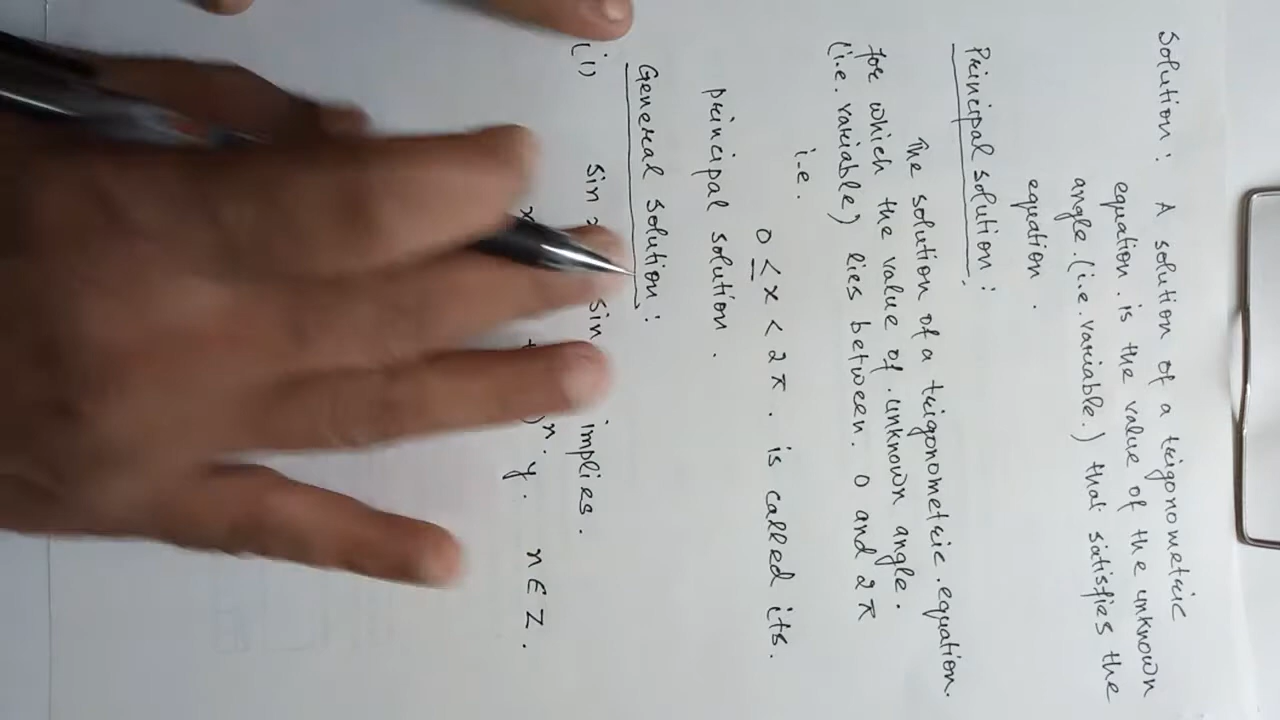 Solution: A solution of a trigonometric
equation. is the value of the unknown
angle. (i.e. variable.) that satisfies the
equation.
Principal solution:
The solution of a trigonometric. equation.
for which the value of. unknown angle.
(i.e. variable) lies between. 0 and 2π
i.e.
0 ≤ x < 2π. is called its.
principal solution.
General solution:
(i) sin sin implies.
n. y. n ∈ Z.